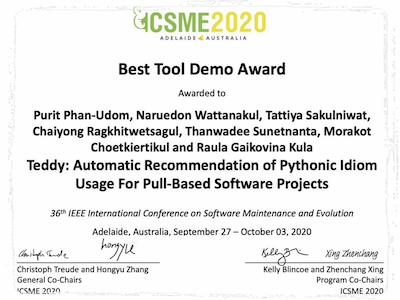 ICSME2020
ADELAIDE AUSTRALIA
Best Tool Demo Award
Awarded to
Purit Phan-Udom, Naruedon Wattanakul, Tattiya Sakulniwat,
Chaiyong Ragkhitwetsagul, Thanwadee Sunetnanta, Morakot
Choetkiertikul and Raula Gaikovina Kula
Teddy: Automatic Recommendation of Pythonic Idiom
Usage For Pull-Based Software Projects
36th IEEE International Conference on Software Maintenance and Evolution
Adelaide, Australia, September 27 – October 03, 2020
Christoph Treude Xing Zhenchang
Christoph Treude and Hongyu Zhang Kelly Blincoe and Zhenchang Xing
General Co-Chairs Program Co-Chairs
ICSME 2020 ICSME 2020